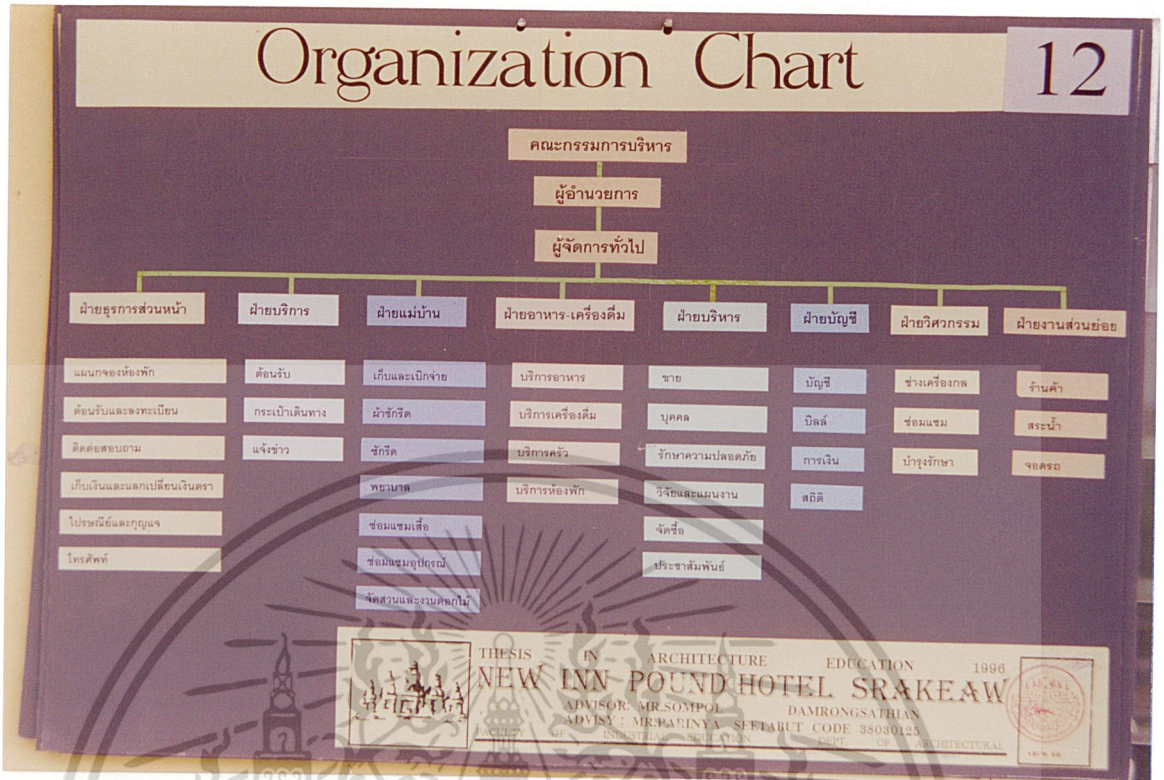 Organization Chart
12
คณะกรรมการบริหาร
ผู้อำนวยการ
ผู้จัดการทั่วไป
ฝ่ายธุรการส่วนหน้า
แผนกจองห้องพัก
ต้อนรับและลงทะเบียน
ติดต่อสอบถาม
เก็บเงินและแลกเปลี่ยนเงินตรา
ไปรษณีย์และกุญแจ
โทรศัพท์
ฝ่ายบริการ
ต้อนรับ
กระเป๋าเดินทาง
แจ้งข่าว
ฝ่ายแม่บ้าน
เก็บและเบิกจ่าย
ผ้าซักรีด
ซักรีด
พยาบาล
ซ่อมแซมเสื้อ
ซ่อมแซมอุปกรณ์
จัดสวนและงานดอกไม้
ฝ่ายอาหาร-เครื่องดื่ม
บริการอาหาร
บริการเครื่องดื่ม
บริการครัว
บริการห้องพัก
ฝ่ายบริหาร
ขาย
บุคคล
รักษาความปลอดภัย
วิจัยและแผนงาน
จัดซื้อ
ประชาสัมพันธ์
ฝ่ายบัญชี
บัญชี
บิลล์
การเงิน
สถิติ
ฝ่ายวิศวกรรม
ช่างเครื่องกล
ซ่อมแซม
บำรุงรักษา
ฝ่ายงานส่วนย่อย
ร้านค้า
สระน้ำ
จอดรถ
THESIS IN ARCHITECTURE EDUCATION 1996
NEW INN POUND HOTEL SRAKEAW
ADVISOR: MR.SOMPOL DAMRONGSATHIAN
ADVISY : MR.PARINYA SEETABUT CODE 38030125
FACULTY OF INDUSTRIAL EDUCATION DEPT OF ARCHITECTURAL